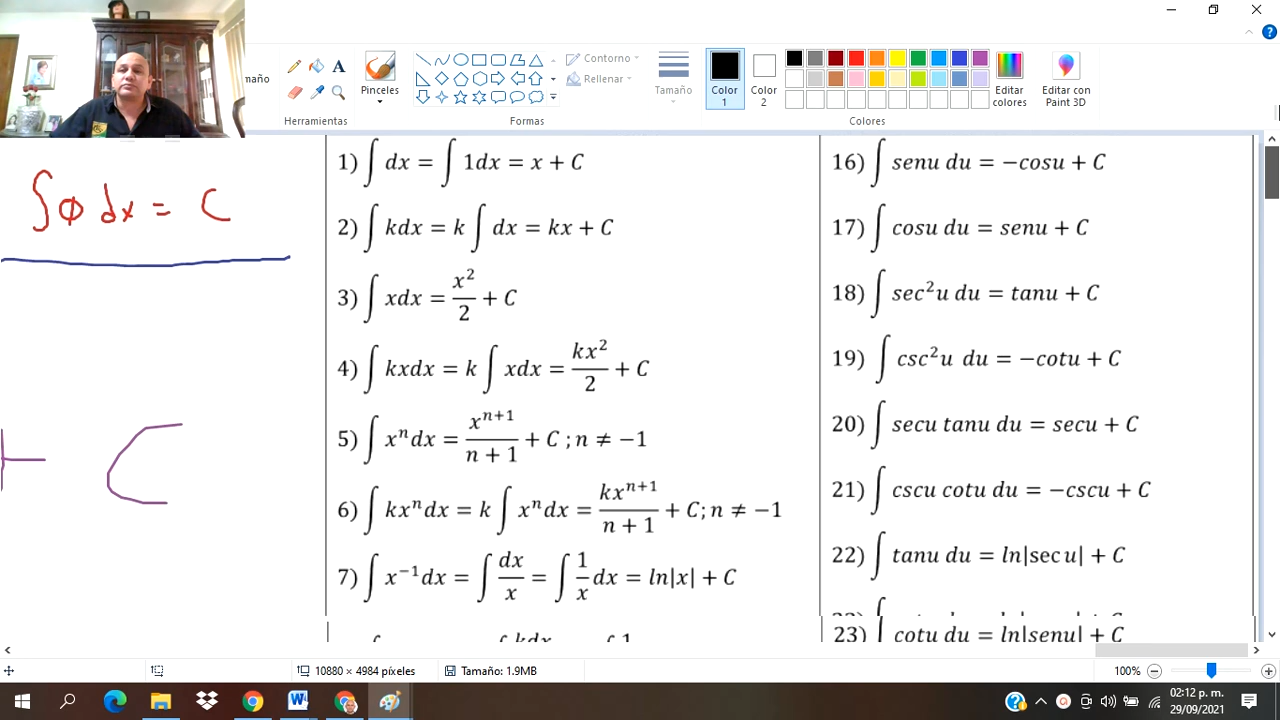 maño
Herramientas
Pinceles
Contorno
Rellenar
Formas
Tamaño
Color 1
Color 2
Editar colores
Editar con Paint 3D
Colores
∫ϕ dx = C
+ C
1) ∫ dx = ∫ 1dx = x + C
2) ∫ kdx = k ∫ dx = kx + C
3) ∫ xdx = x²/2 + C
4) ∫ kxdx = k ∫ xdx = kx²/2 + C
5) ∫ xⁿdx = xⁿ⁺¹/(n + 1) + C ; n ≠ −1
6) ∫ kxⁿdx = k ∫ xⁿdx = kxⁿ⁺¹/(n + 1) + C; n ≠ −1
7) ∫ x⁻¹dx = ∫ dx/x = ∫ 1/x dx = ln|x| + C
16) ∫ senu du = −cosu + C
17) ∫ cosu du = senu + C
18) ∫ sec²u du = tanu + C
19) ∫ csc²u du = −cotu + C
20) ∫ secu tanu du = secu + C
21) ∫ cscu cotu du = −cscu + C
22) ∫ tanu du = ln|sec u| + C
23) ∫ cotu du = ln|senu| + C
10880 × 4984 píxeles
Tamaño: 1.9MB
100%
02:12 p. m.
29/09/2021